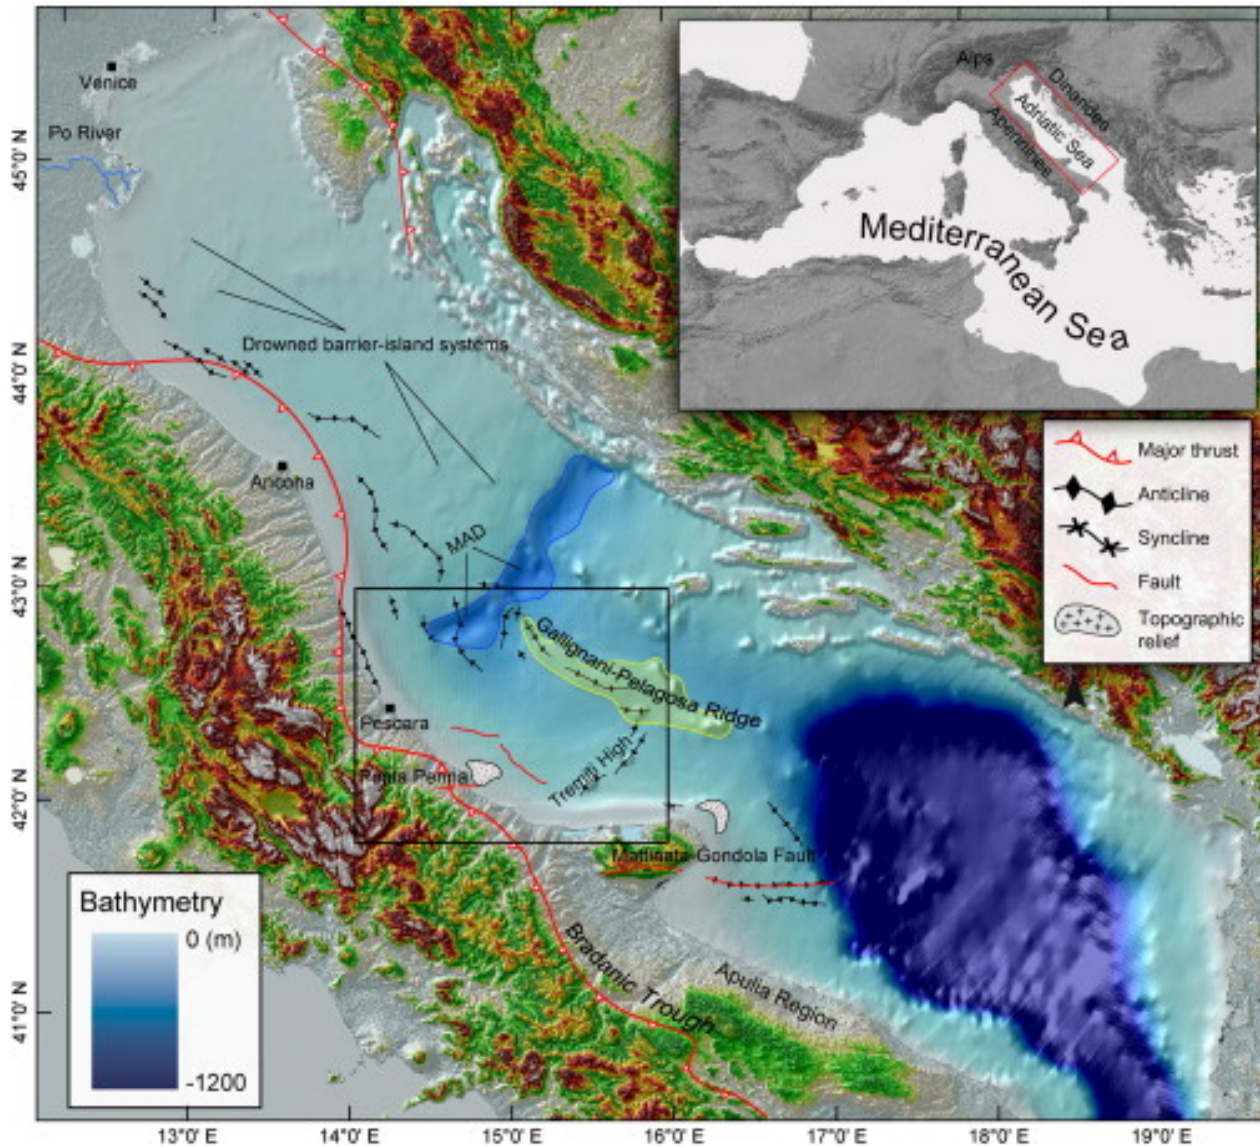 Venice
Po River
Drowned barrier-island systems
Ancona
MAD
Gallignani-Pelagosa Ridge
Pescara
Tremiti High
Punta Penna
Mattinata-Gondola Fault
Bradanic Trough
Apulia Region
Alps
Dinarides
Adriatic Sea
Apennines
Mediterranean Sea
Major thrust
Anticline
Syncline
Fault
Topographic
relief
Bathymetry
0 (m)
-1200
45°0' N
44°0' N
43°0' N
42°0' N
41°0' N
13°0' E
14°0' E
15°0' E
16°0' E
17°0' E
18°0' E
19°0' E